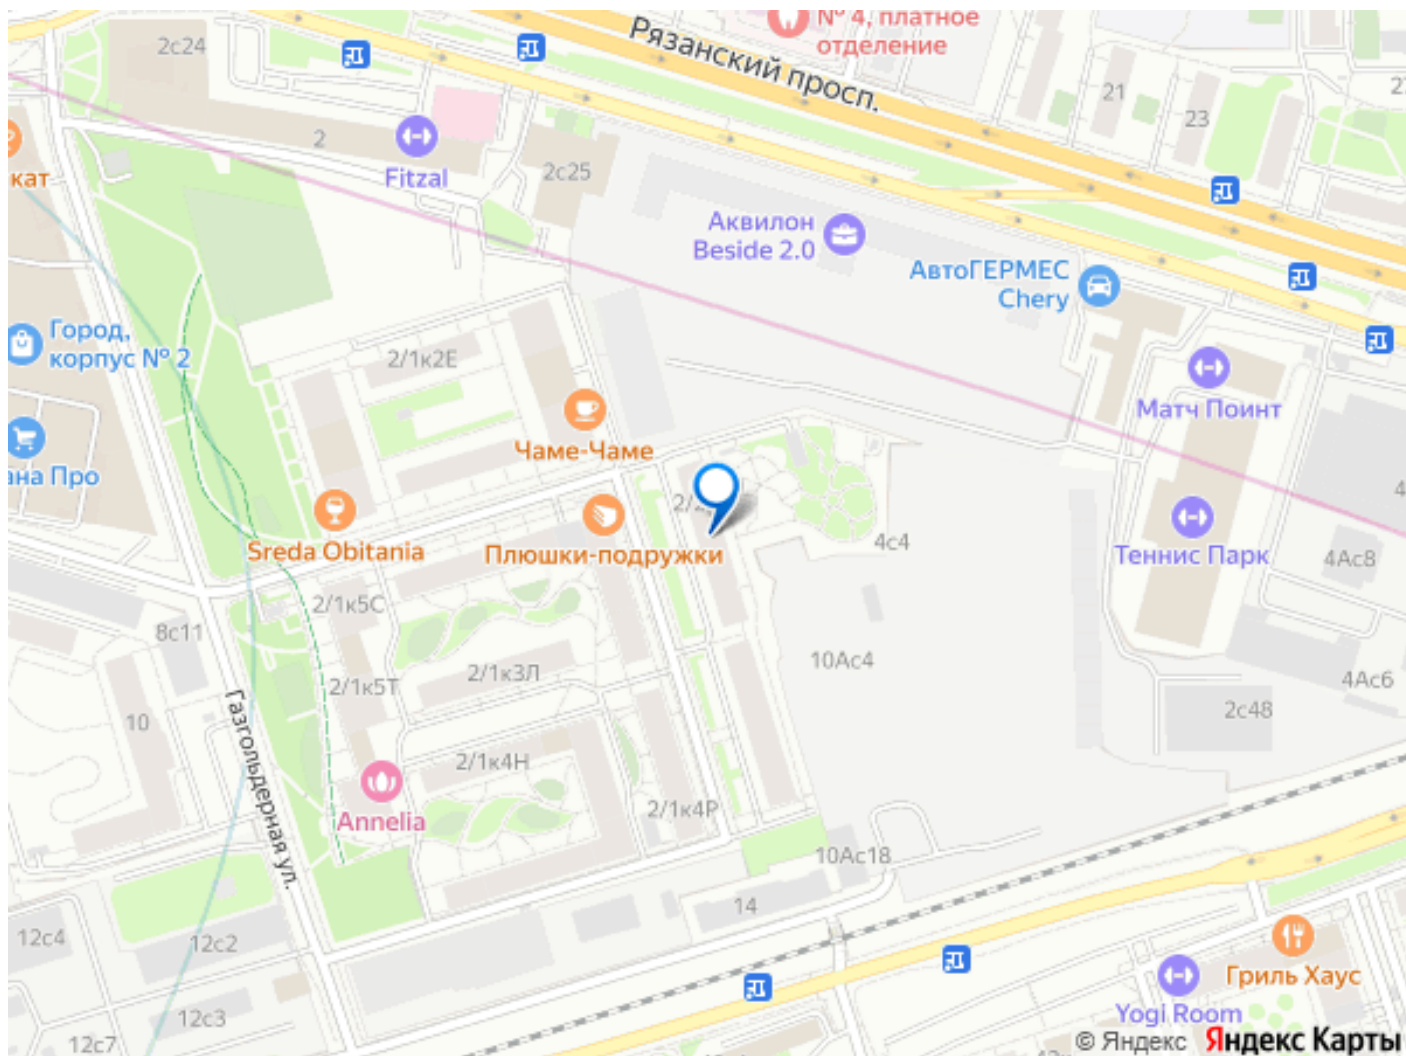 № 4, платное
отделение
Рязанский просп.
2с24
21
23
2
Fitzal
2с25
кат
Аквилон
Beside 2.0
АвтоГЕРМЕС
Chery
Город,
корпус № 2
2/1к2Е
Матч Поинт
Чаме-Чаме
ана Про
Sreda Obitania
Плюшки-подружки
4с4
Теннис Парк
4Ас8
2/1к5С
8с11
10Ас4
2/1к3Л
2/1к5Т
4Ас6
2с48
10
Газгольдерная ул.
2/1к4Н
Annelia
2/1к4Р
10Ас18
14
12с4
12с2
Гриль Хаус
12с3
Yogi Room
12с7
© Яндекс Яндекс Карты